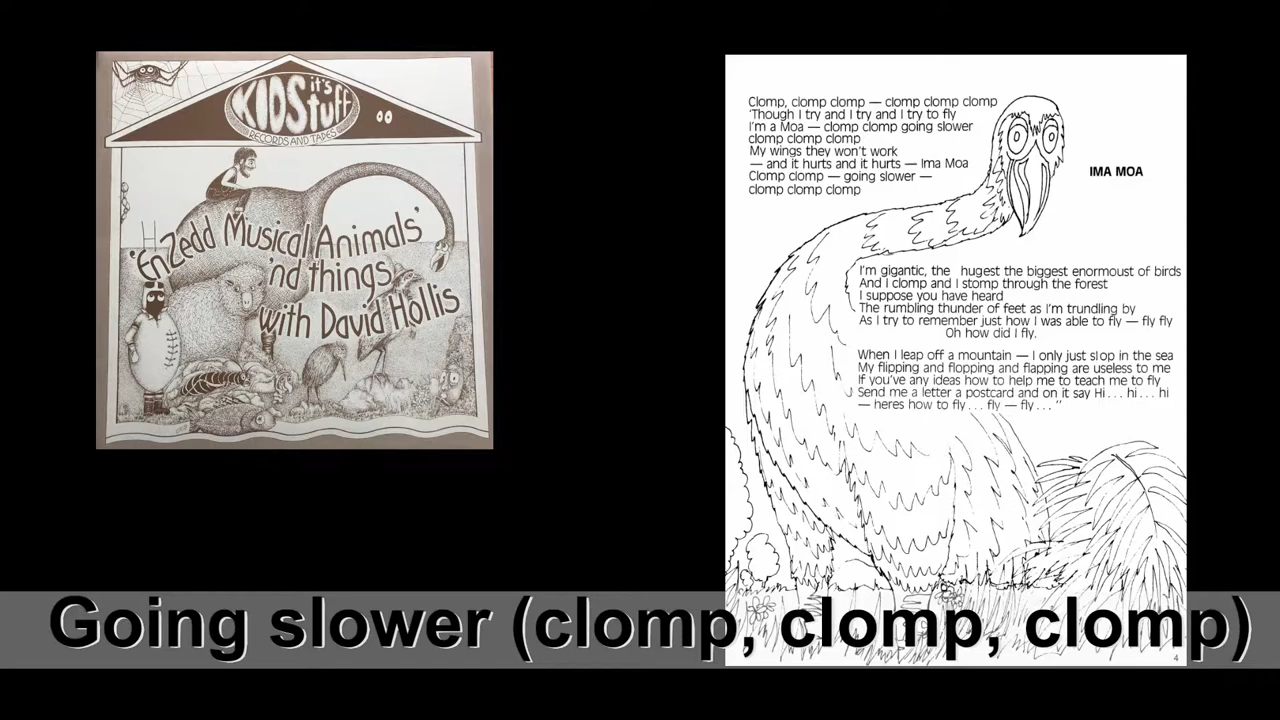 KIDS it's Stuff
RECORDS AND TAPES
'EnZedd Musical Animals'
'nd things
with David Hollis
Clomp, clomp clomp — clomp clomp clomp
'Though I try and I try and I try to fly
I'm a Moa — clomp clomp going slower
clomp clomp clomp
My wings they won't work
— and it hurts and it hurts — Ima Moa
Clomp clomp — going slower —
clomp clomp clomp
IMA MOA
I'm gigantic, the hugest the biggest enormoust of birds
And I clomp and I stomp through the forest
I suppose you have heard
The rumbling thunder of feet as I'm trundling by
As I try to remember just how I was able to fly — fly fly
Oh how did I fly.
When I leap off a mountain — I only just slop in the sea
My flipping and flopping and flapping are useless to me
If you've any ideas how to help me to teach me to fly
Send me a letter a postcard and on it say Hi . . . hi . . . hi
— heres how to fly . . . fly — fly . . ."
Going slower (clomp, clomp, clomp)
4